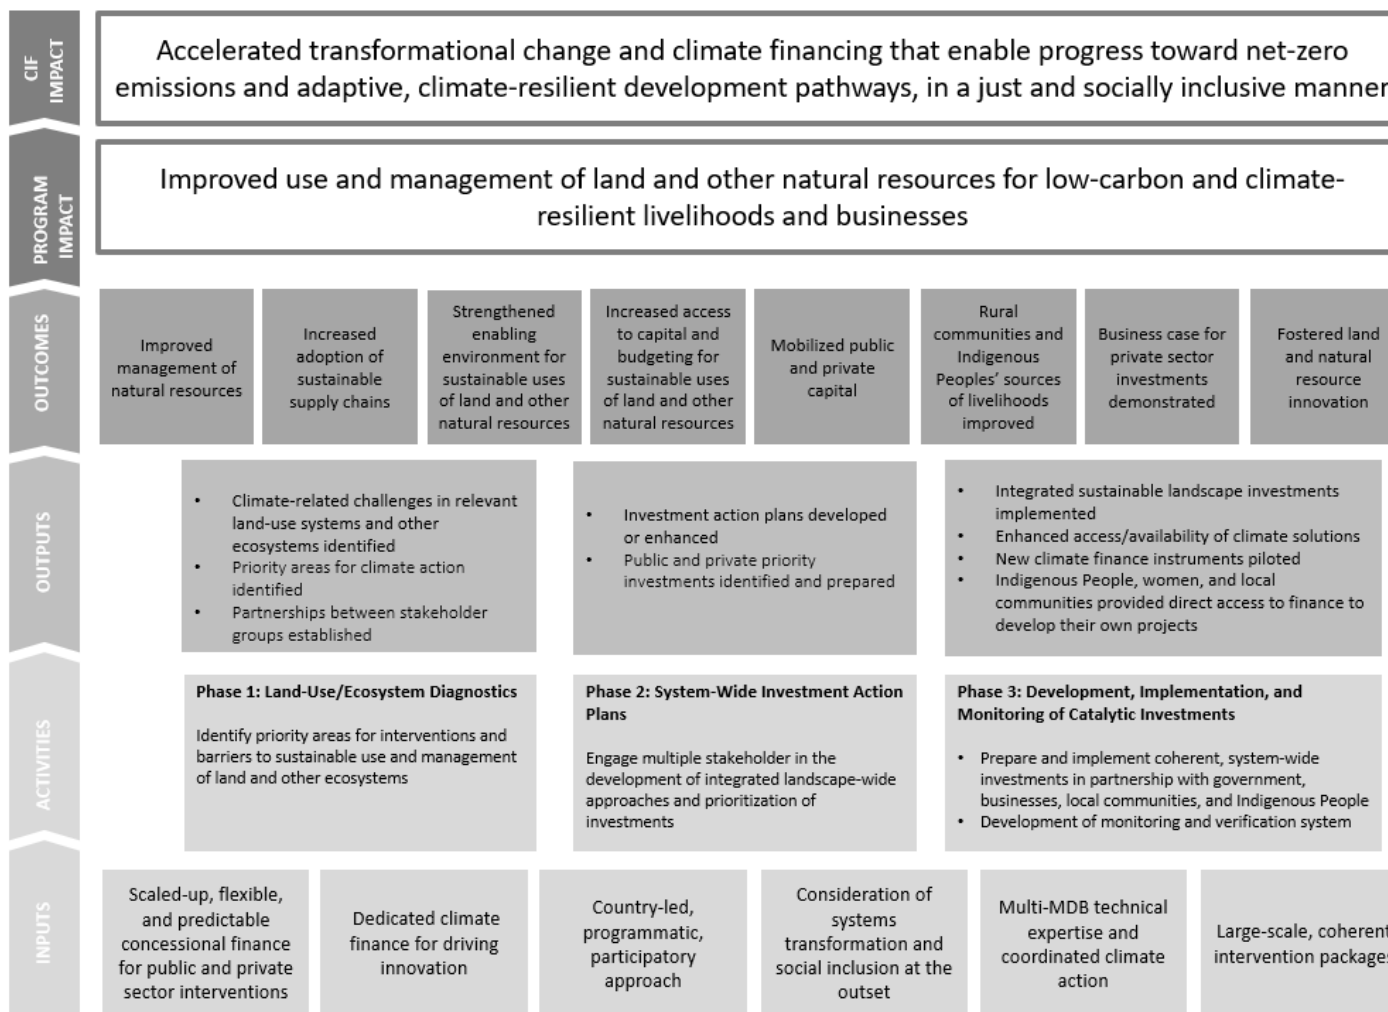 CIF
IMPACT
Accelerated transformational change and climate financing that enable progress toward net-zero
emissions and adaptive, climate-resilient development pathways, in a just and socially inclusive manner
PROGRAM
IMPACT
Improved use and management of land and other natural resources for low-carbon and climate-
resilient livelihoods and businesses
OUTCOMES
Improved
management of
natural resources
Increased
adoption of
sustainable
supply chains
Strengthened
enabling
environment for
sustainable uses
of land and other
natural resources
Increased access
to capital and
budgeting for
sustainable uses
of land and other
natural resources
Mobilized public
and private
capital
Rural
communities and
Indigenous
Peoples’ sources
of livelihoods
improved
Business case for
private sector
investments
demonstrated
Fostered land
and natural
resource
innovation
OUTPUTS
• Climate-related challenges in relevant
land-use systems and other
ecosystems identified
• Priority areas for climate action
identified
• Partnerships between stakeholder
groups established
• Investment action plans developed
or enhanced
• Public and private priority
investments identified and prepared
• Integrated sustainable landscape investments
implemented
• Enhanced access/availability of climate solutions
• New climate finance instruments piloted
• Indigenous People, women, and local
communities provided direct access to finance to
develop their own projects
ACTIVITIES
Phase 1: Land-Use/Ecosystem Diagnostics
Identify priority areas for interventions and
barriers to sustainable use and management
of land and other ecosystems
Phase 2: System-Wide Investment Action
Plans
Engage multiple stakeholder in the
development of integrated landscape-wide
approaches and prioritization of
investments
Phase 3: Development, Implementation, and
Monitoring of Catalytic Investments
• Prepare and implement coherent, system-wide
investments in partnership with government,
businesses, local communities, and Indigenous People
• Development of monitoring and verification system
INPUTS
Scaled-up, flexible,
and predictable
concessional finance
for public and private
sector interventions
Dedicated climate
finance for driving
innovation
Country-led,
programmatic,
participatory
approach
Consideration of
systems
transformation and
social inclusion at the
outset
Multi-MDB technical
expertise and
coordinated climate
action
Large-scale, coherent
intervention packages